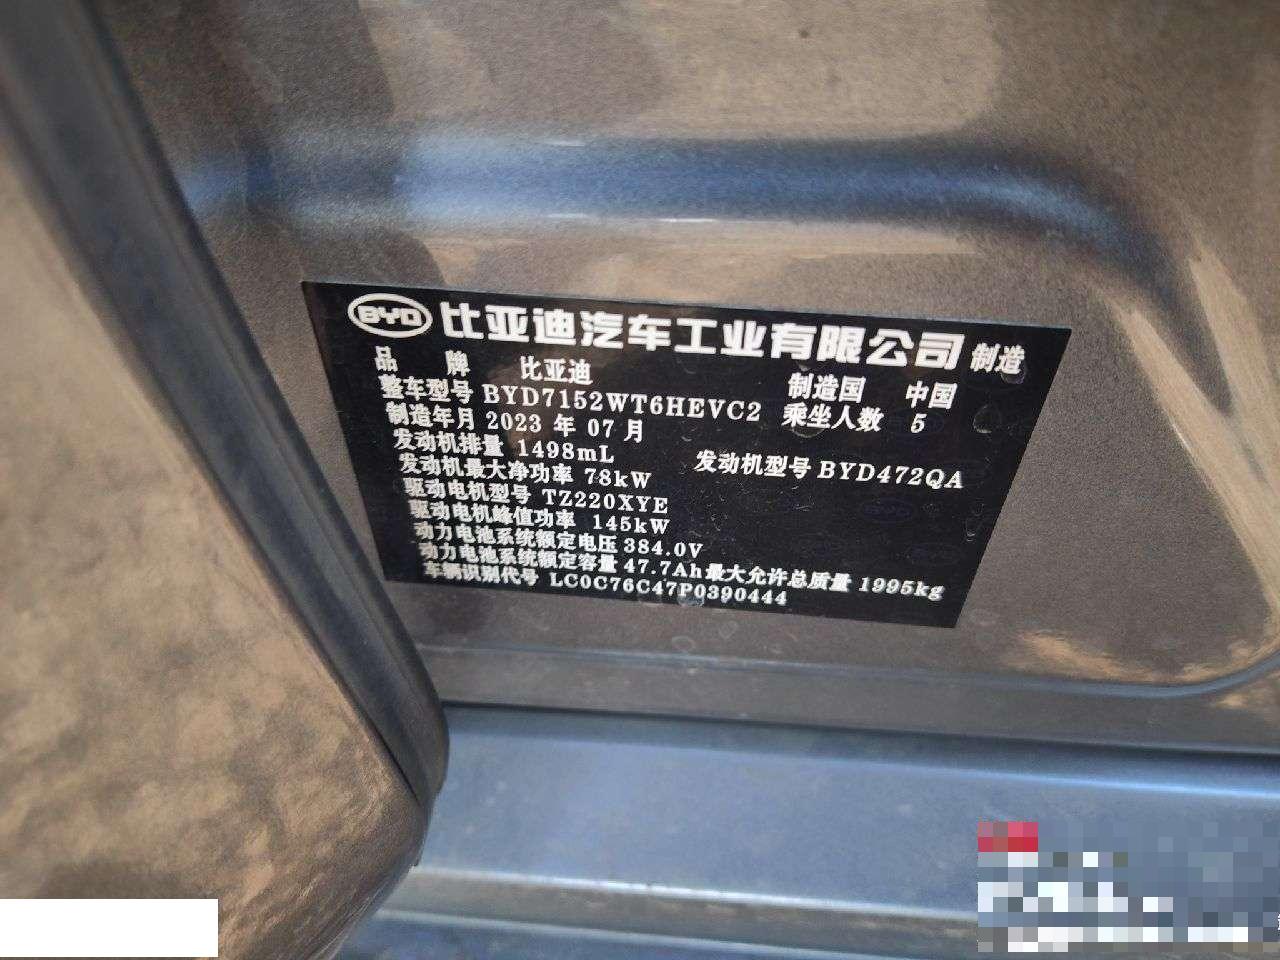 BYD 比亚迪汽车工业有限公司 制造
品牌 比亚迪 制造国 中国
整车型号 BYD7152WT6HEVC2 乘坐人数 5
制造年月 2023 年 07 月
发动机排量 1498mL 发动机型号 BYD472QA
发动机最大净功率 78kW
驱动电机型号 TZ220XYE
驱动电机峰值功率 145kW
动力电池系统额定电压 384.0V
动力电池系统额定容量 47.7Ah 最大允许总质量 1995kg
车辆识别代号 LC0C76C47P0390444